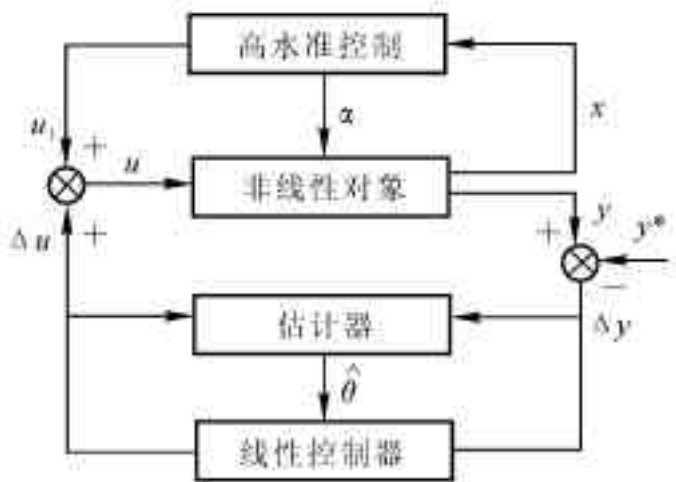 高水准控制
α
x
u₁
+
u
非线性对象
y
+
y*
Δu
+
−
估计器
Δy
θ̂
线性控制器